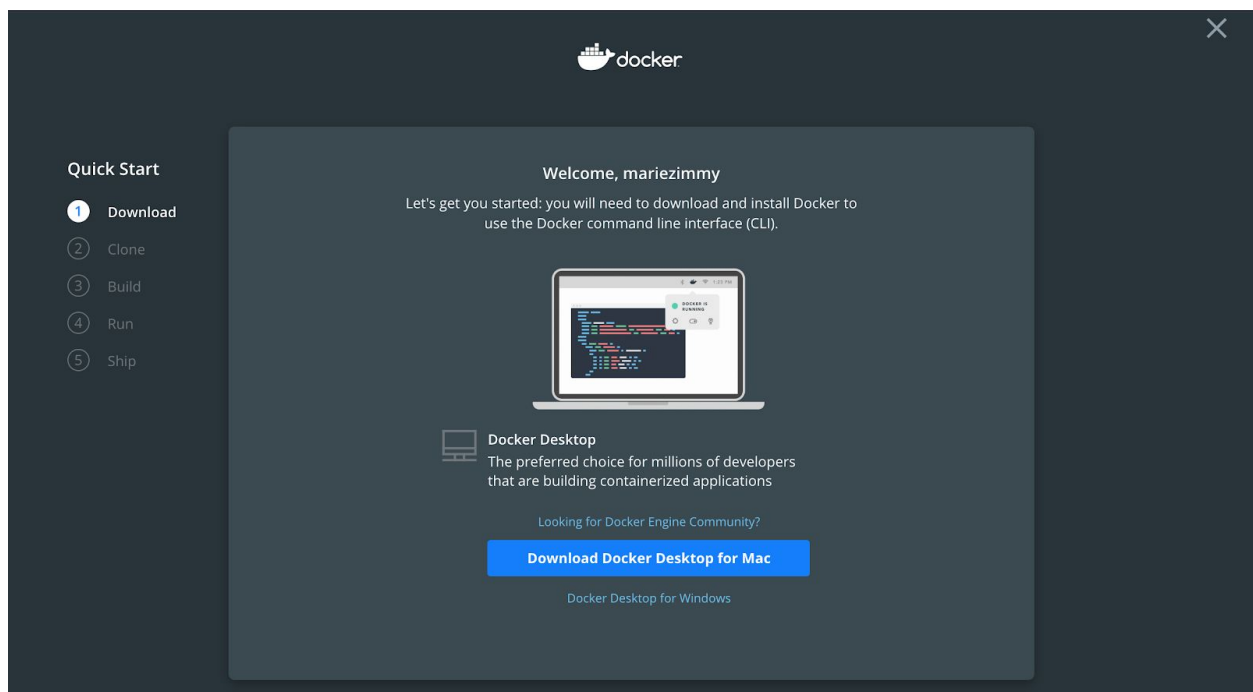 docker
Quick Start
1 Download
2 Clone
3 Build
4 Run
5 Ship
Welcome, mariezimmy
Let's get you started: you will need to download and install Docker to
use the Docker command line interface (CLI).
1:25 PM
DOCKER IS
RUNNING
Docker Desktop
The preferred choice for millions of developers
that are building containerized applications
Looking for Docker Engine Community?
Download Docker Desktop for Mac
Docker Desktop for Windows